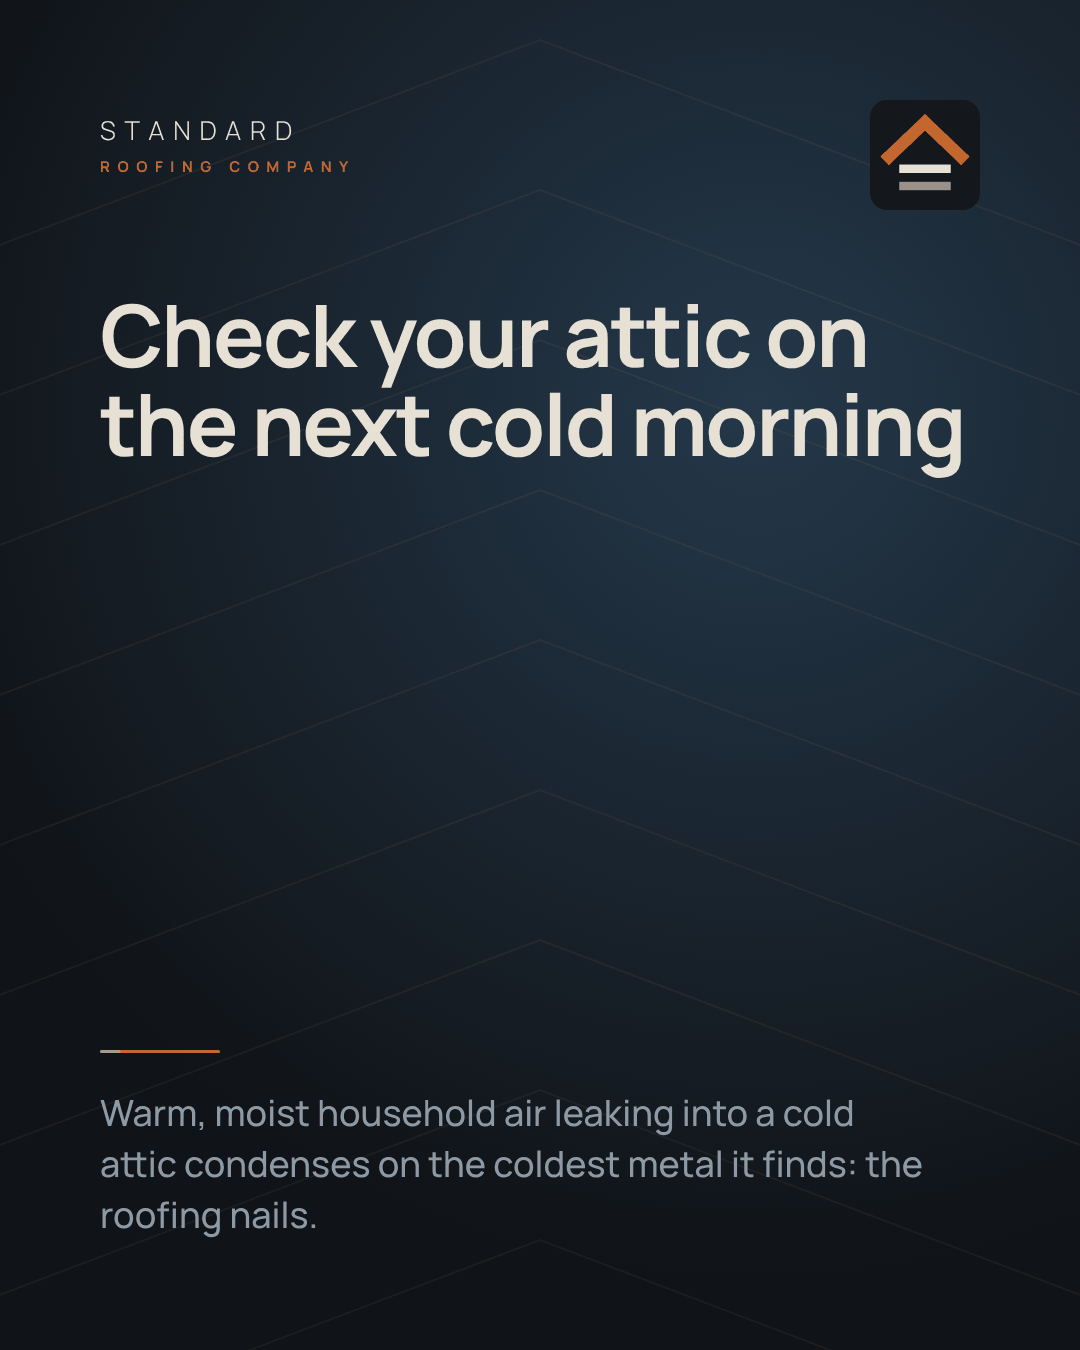 STANDARD
ROOFING COMPANY
Check your attic on
the next cold morning
Warm, moist household air leaking into a cold
attic condenses on the coldest metal it finds: the
roofing nails.